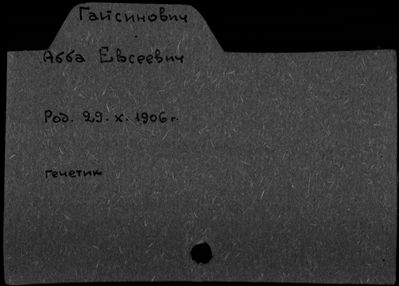 Гайсинович
Абба Евсеевич
Род. 29. X. 1906 г.
генетик